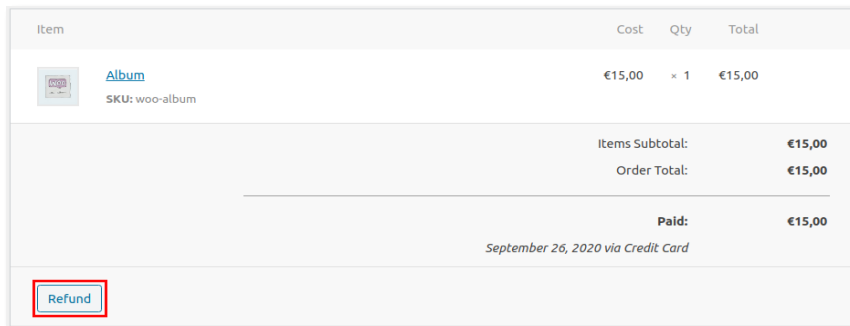 Item Cost Qty Total
Album €15,00 × 1 €15,00
SKU: woo-album
Items Subtotal: €15,00
Order Total: €15,00
Paid: €15,00
September 26, 2020 via Credit Card
Refund